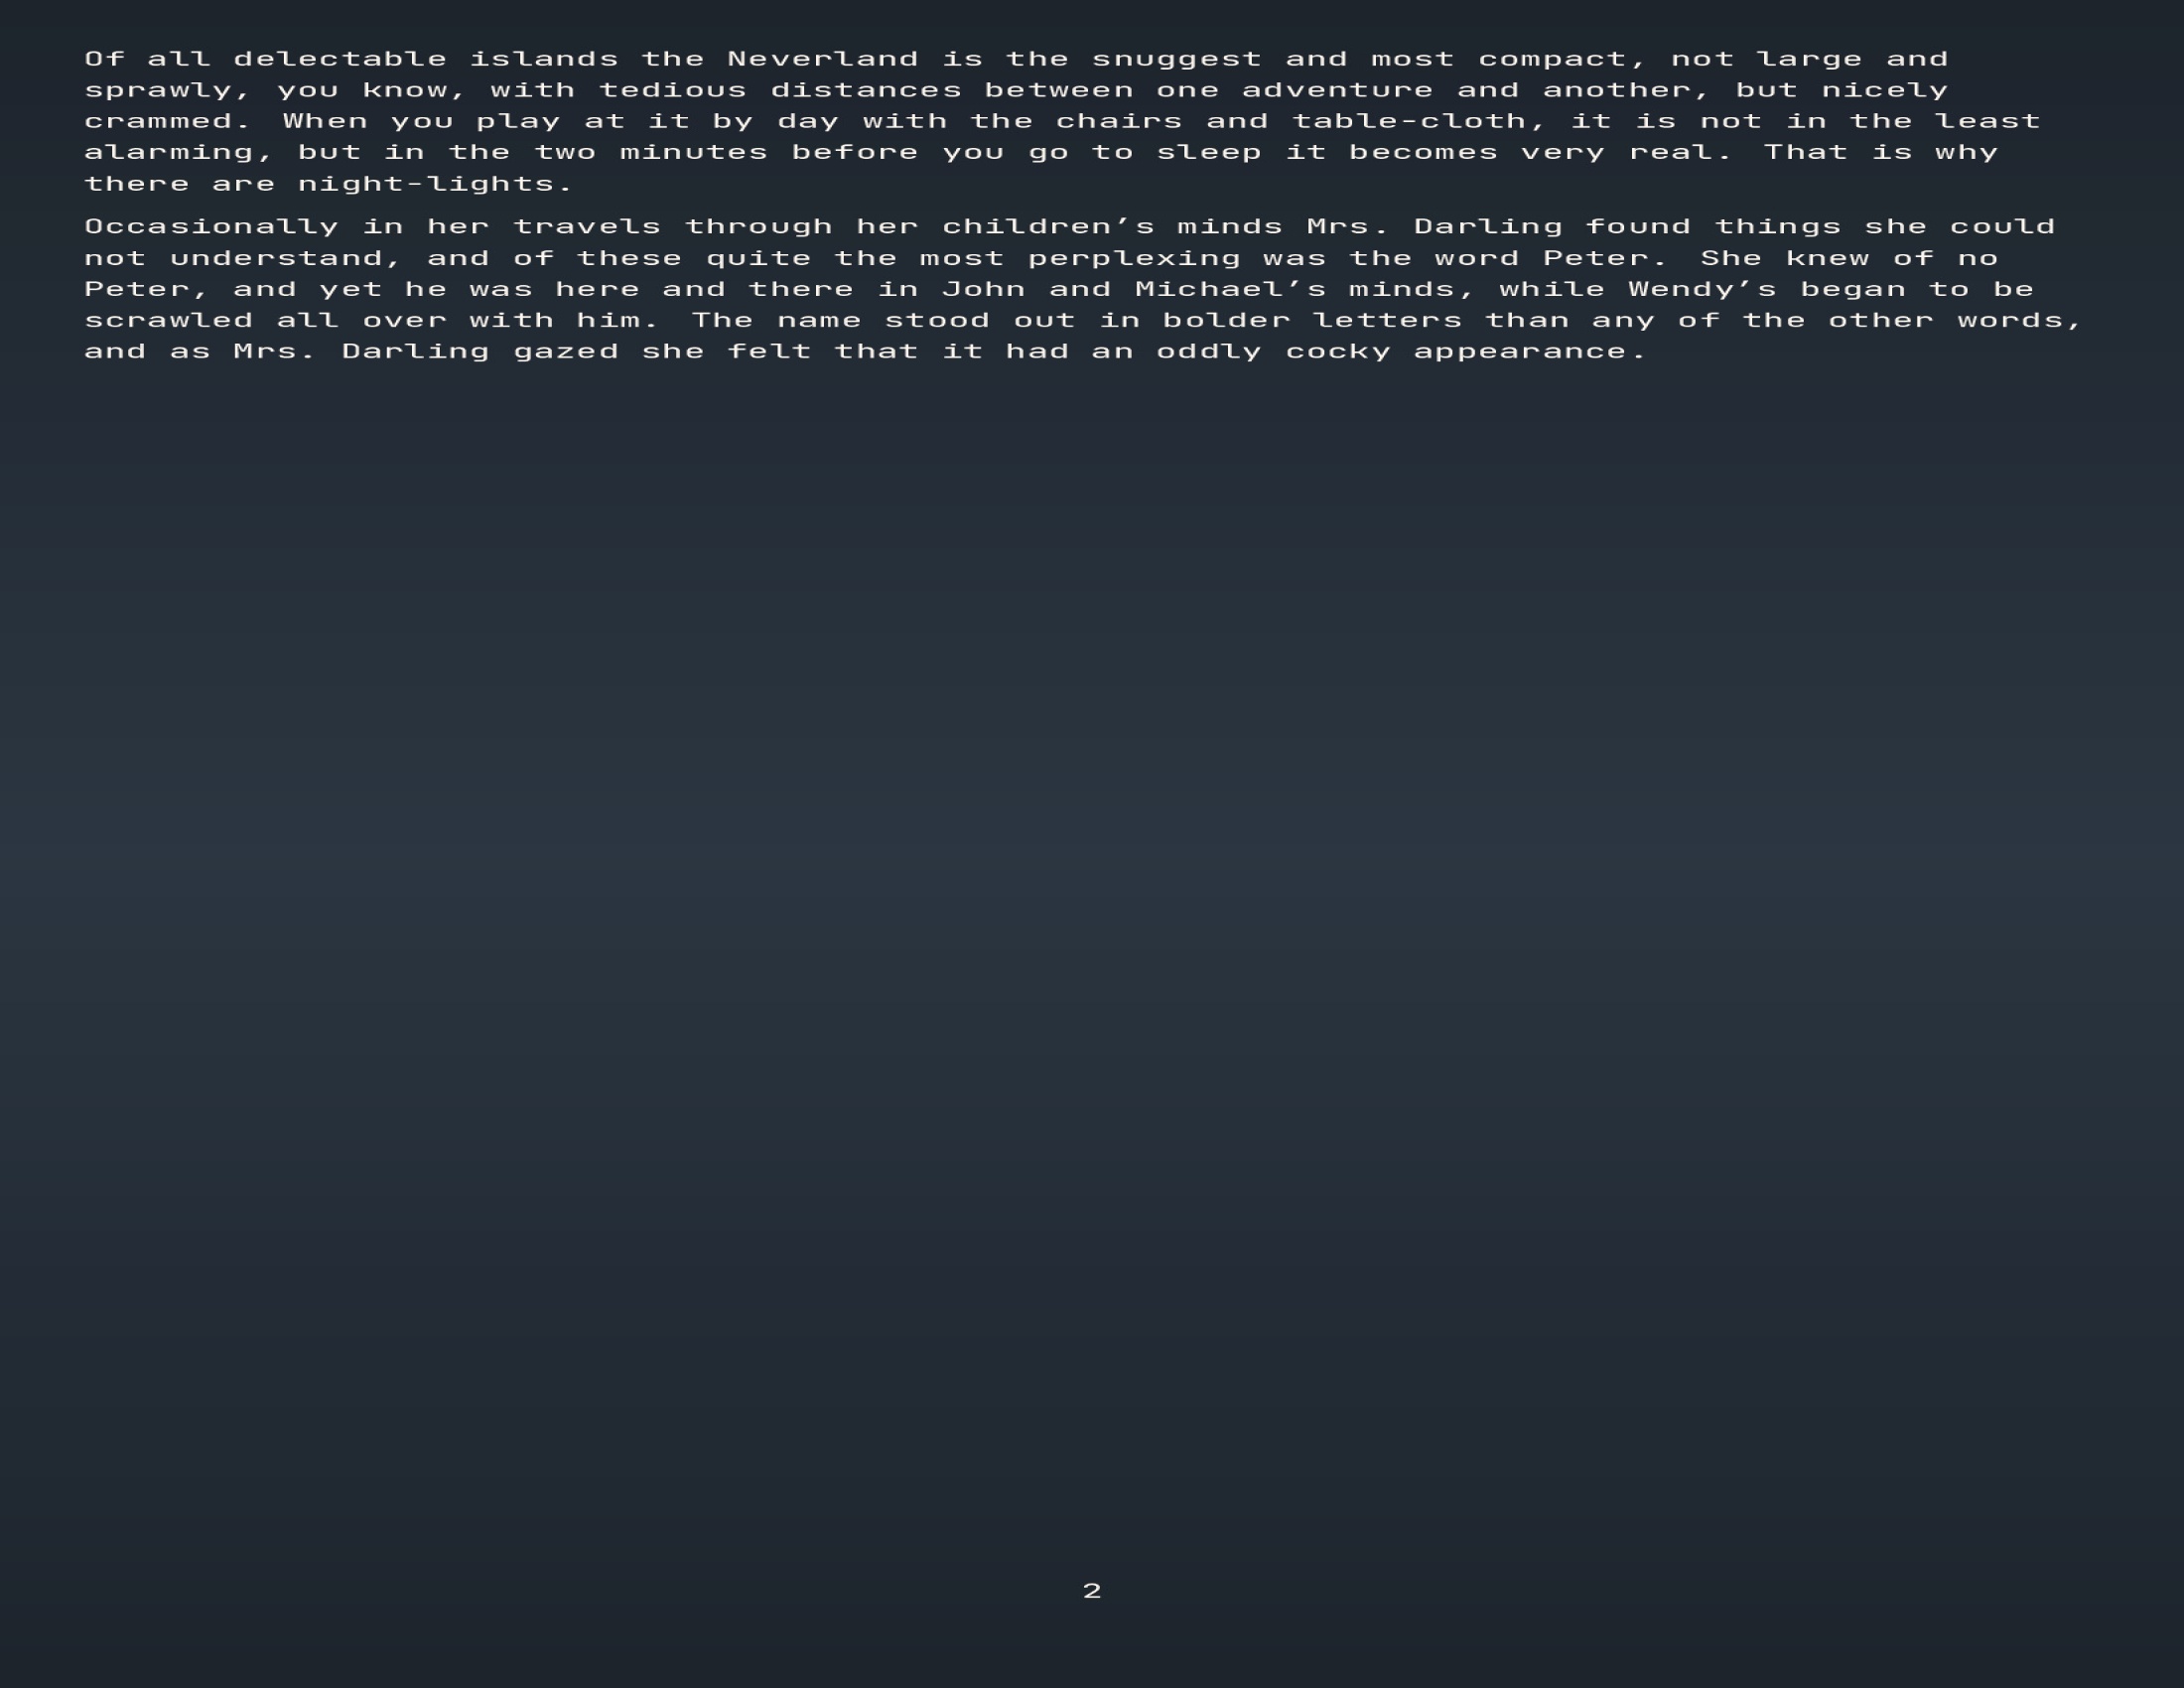 Of all delectable islands the Neverland is the snuggest and most compact, not large and
sprawly, you know, with tedious distances between one adventure and another, but nicely
crammed. When you play at it by day with the chairs and table-cloth, it is not in the least
alarming, but in the two minutes before you go to sleep it becomes very real. That is why
there are night-lights.
Occasionally in her travels through her children’s minds Mrs. Darling found things she could
not understand, and of these quite the most perplexing was the word Peter. She knew of no
Peter, and yet he was here and there in John and Michael’s minds, while Wendy’s began to be
scrawled all over with him. The name stood out in bolder letters than any of the other words,
and as Mrs. Darling gazed she felt that it had an oddly cocky appearance.
2